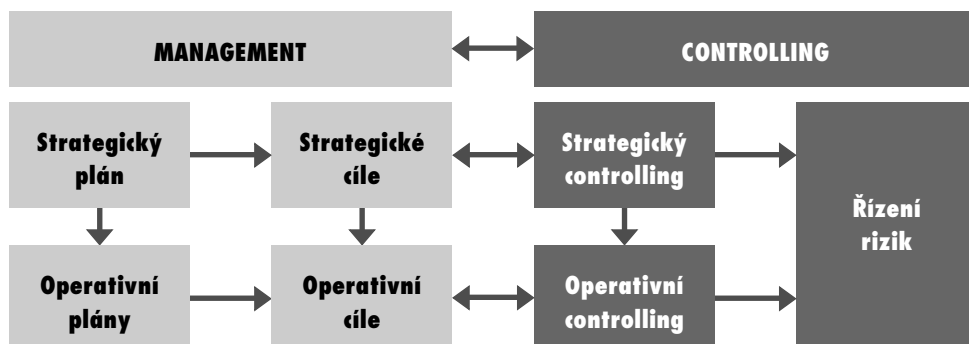 MANAGEMENT
CONTROLLING
Strategický
plán
Strategické
cíle
Strategický
controlling
Řízení
rizik
Operativní
plány
Operativní
cíle
Operativní
controlling